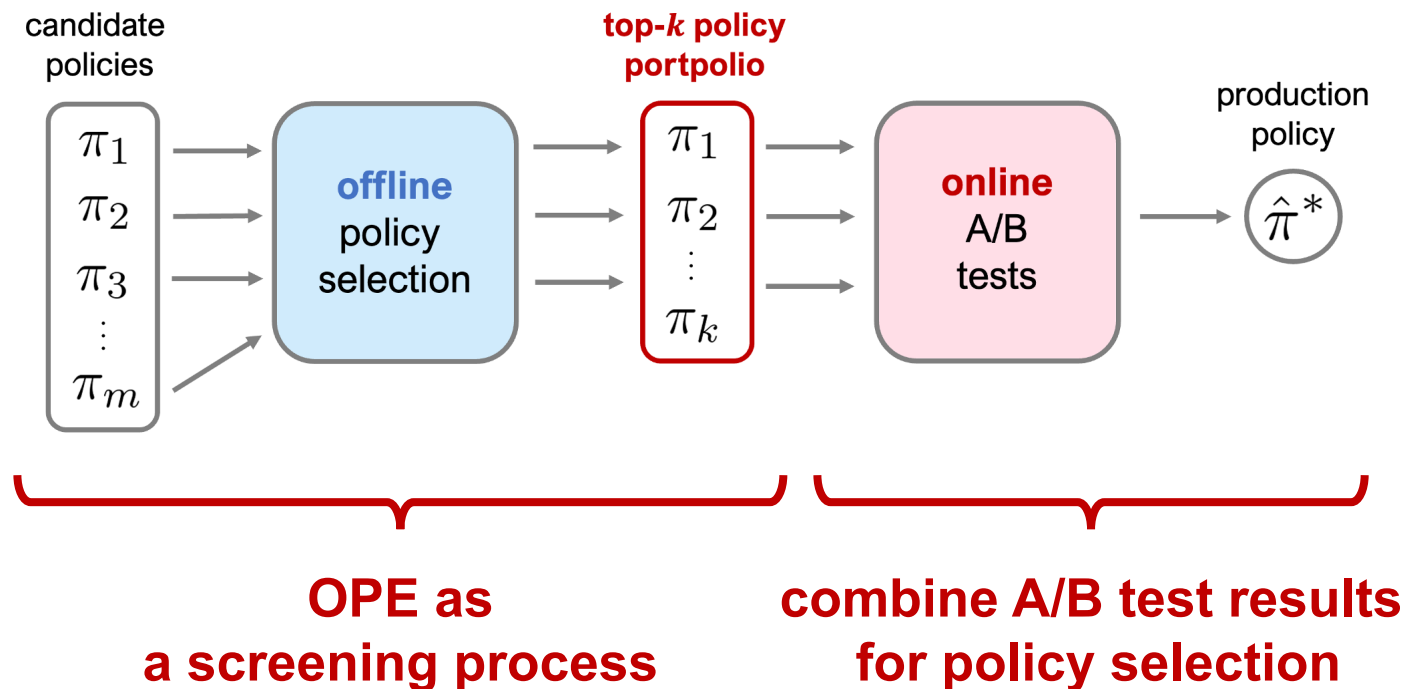 candidate
policies
π1
π2
π3
⋮
πm
offline
policy
selection
top-k policy
portpolio
π1
π2
⋮
πk
online
A/B
tests
production
policy
π̂*
OPE as
a screening process
combine A/B test results
for policy selection